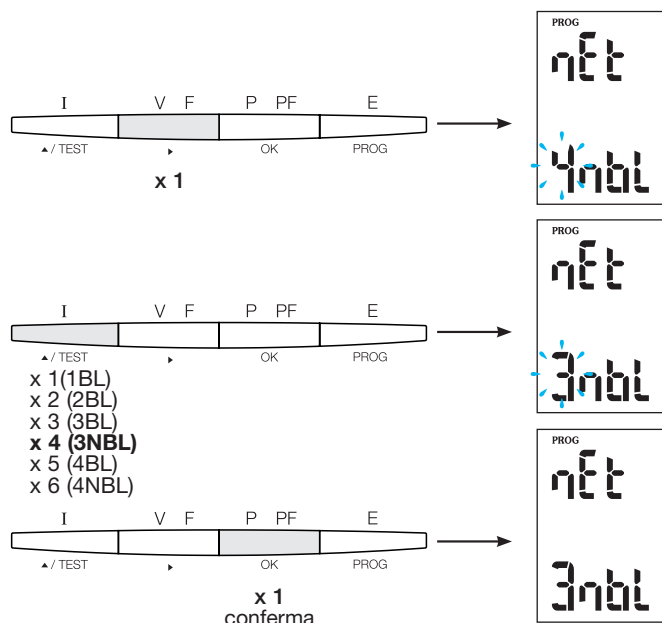 PROG
nEt
4nbl
I V F P PF E
▲ / TEST ▸ OK PROG
x 1
PROG
nEt
3nbl
I V F P PF E
▲ / TEST ▸ OK PROG
x 1(1BL)
x 2 (2BL)
x 3 (3BL)
x 4 (3NBL)
x 5 (4BL)
x 6 (4NBL)
PROG
nEt
3nbl
I V F P PF E
▲ / TEST ▸ OK PROG
x 1
conferma